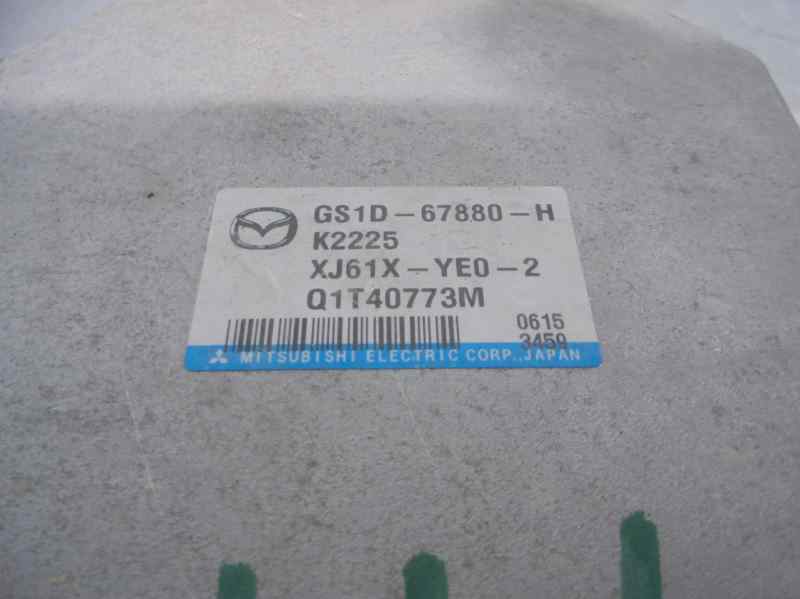 GS1D-67880-H
K2225
XJ61X-YE0-2
Q1T40773M
0615
3459
MITSUBISHI ELECTRIC CORP., JAPAN